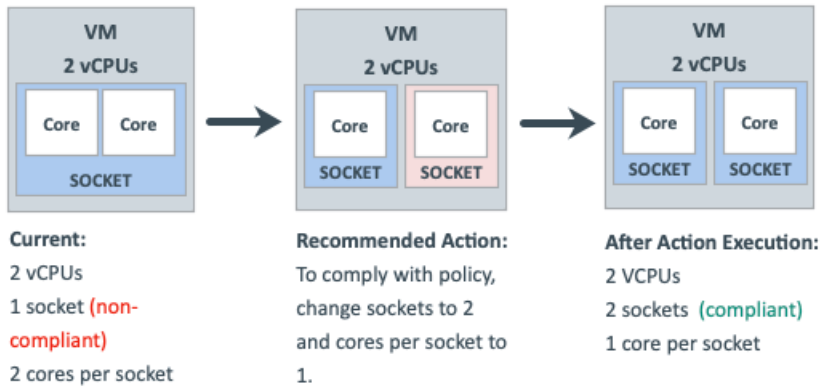 VM
2 vCPUs
Core Core
SOCKET
VM
2 vCPUs
Core Core
SOCKET SOCKET
VM
2 vCPUs
Core Core
SOCKET SOCKET
Current:
2 vCPUs
1 socket (non-
compliant)
2 cores per socket
Recommended Action:
To comply with policy,
change sockets to 2
and cores per socket to
1.
After Action Execution:
2 VCPUs
2 sockets (compliant)
1 core per socket